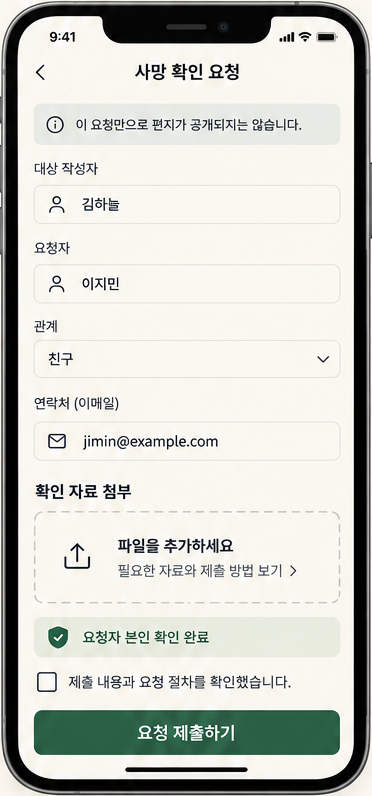 9:41
사망 확인 요청
이 요청만으로 편지가 공개되지는 않습니다.
대상 작성자
김하늘
요청자
이지민
관계
친구
연락처 (이메일)
jimin@example.com
확인 자료 첨부
파일을 추가하세요
필요한 자료와 제출 방법 보기
요청자 본인 확인 완료
제출 내용과 요청 절차를 확인했습니다.
요청 제출하기